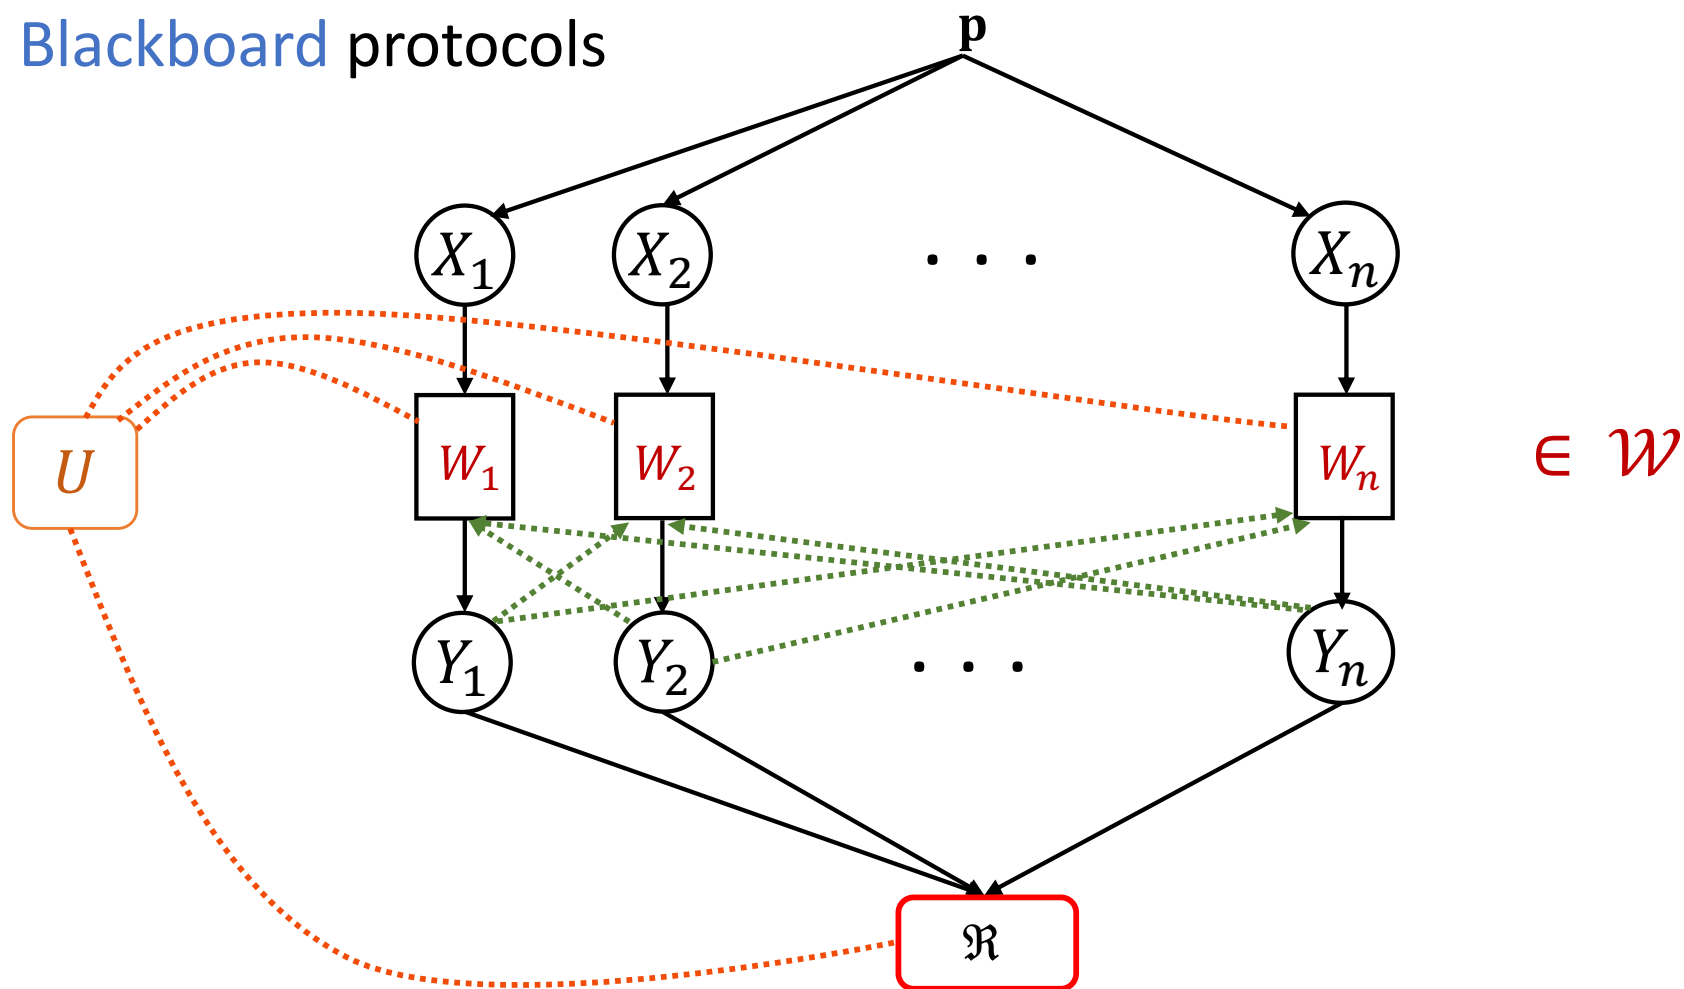 Blackboard protocols
𝐩
X₁ X₂ . . . Xₙ
U W₁ W₂ Wₙ ∈ 𝒲
Y₁ Y₂ . . . Yₙ
ℜ